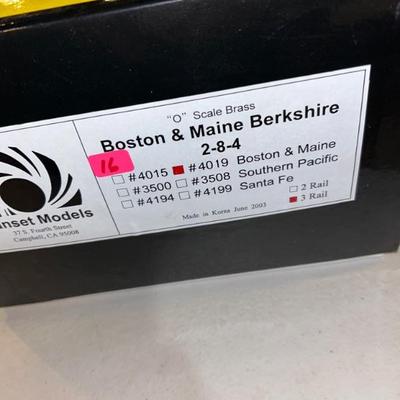 "O" Scale Brass
Boston & Maine Berkshire
2-8-4
16
#4015 #4019 Boston & Maine
#3500 #3508 Southern Pacific
#4194 #4199 Santa Fe
2 Rail
3 Rail
Made in Korea June 2003
nset Models
37 S. Fourth Street
Campbell, CA 95008